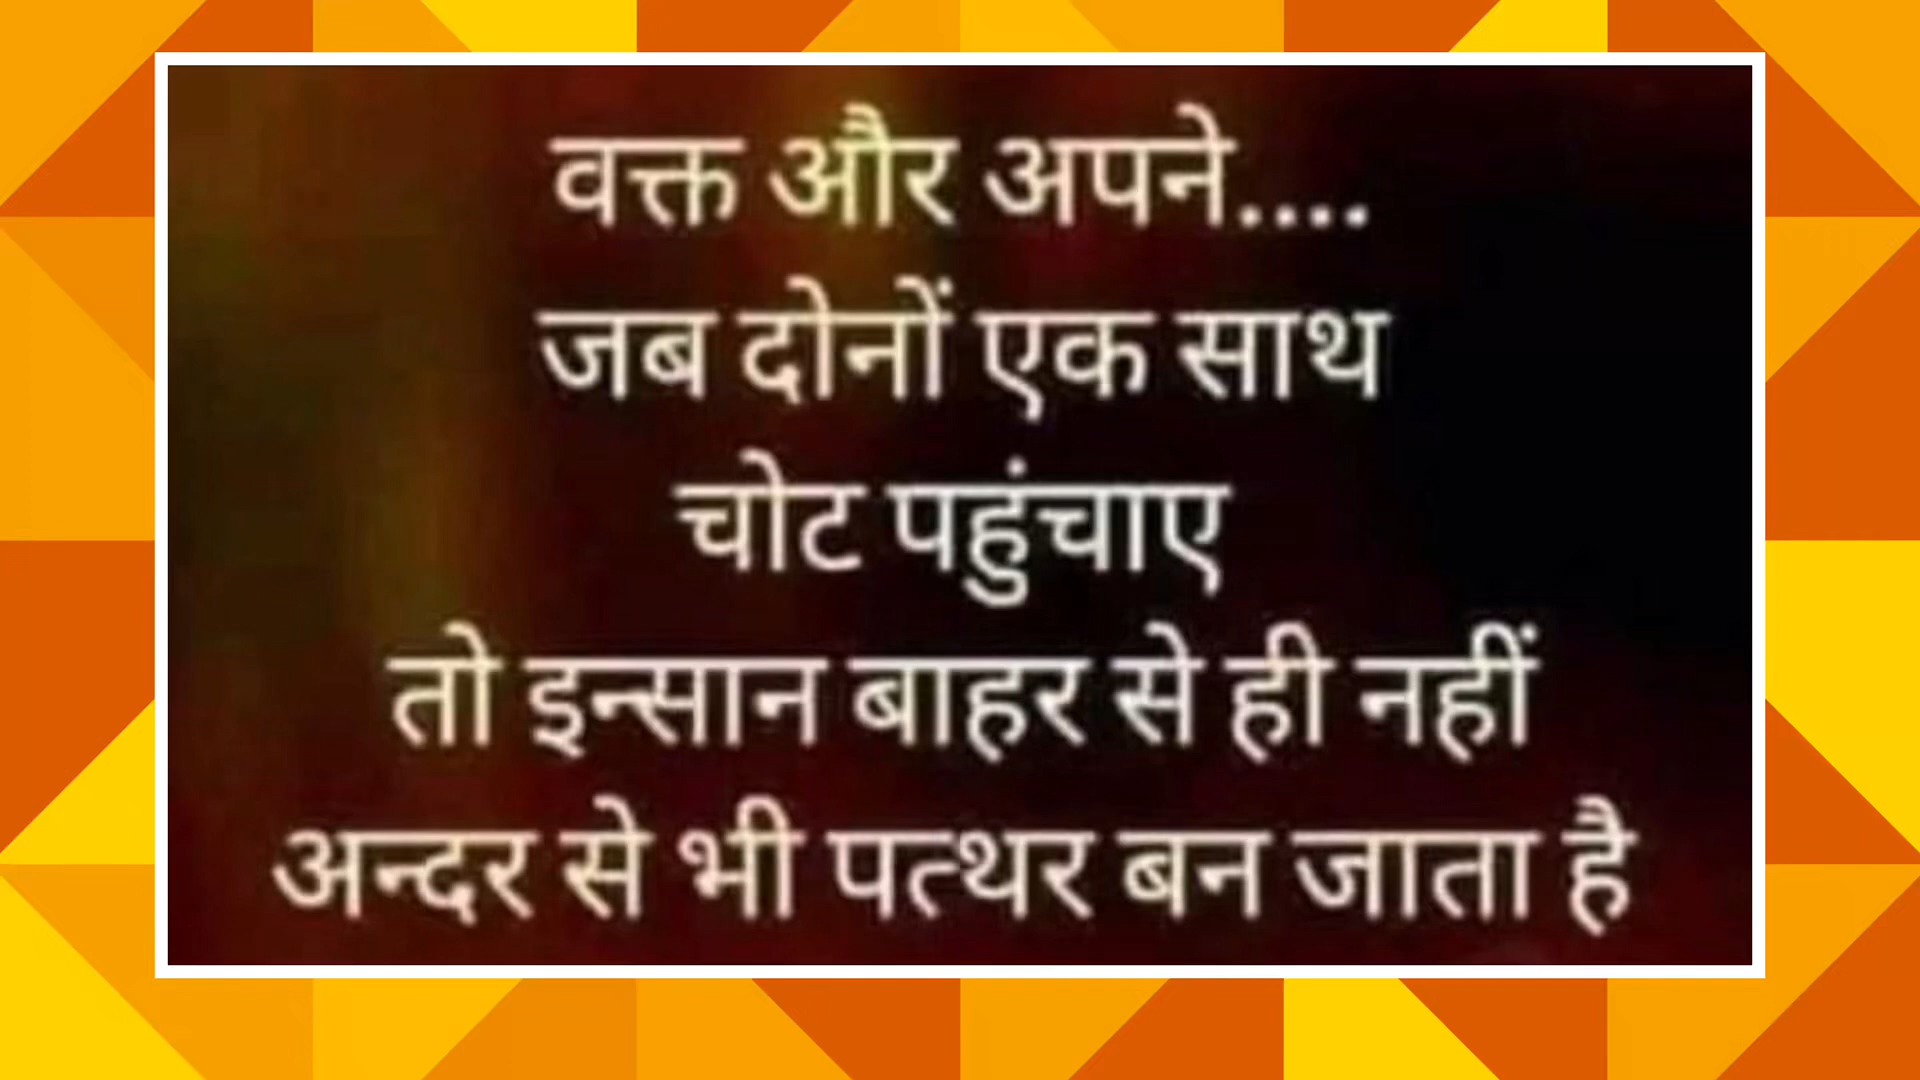 वक्त और अपने....
जब दोनों एक साथ
चोट पहुंचाए
तो इन्सान बाहर से ही नहीं
अन्दर से भी पत्थर बन जाता है